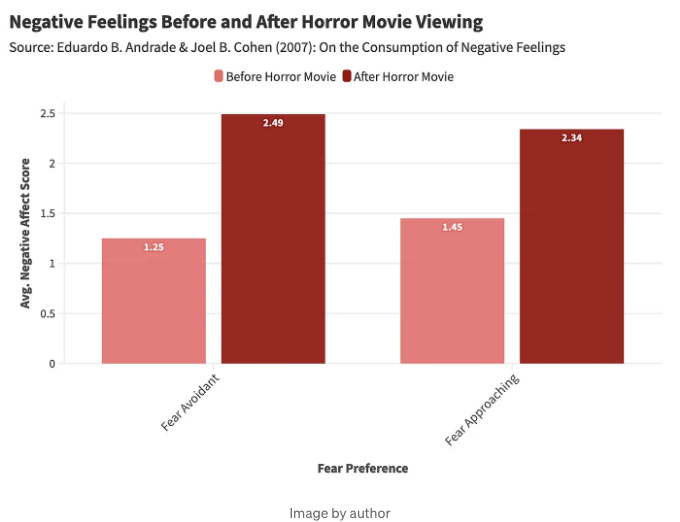 Negative Feelings Before and After Horror Movie Viewing
Source: Eduardo B. Andrade & Joel B. Cohen (2007): On the Consumption of Negative Feelings
Before Horror Movie After Horror Movie
Avg. Negative Affect Score
2.5
2
1.5
1
0.5
0
1.25
2.49
1.45
2.34
Fear Avoidant
Fear Approaching
Fear Preference
Image by author